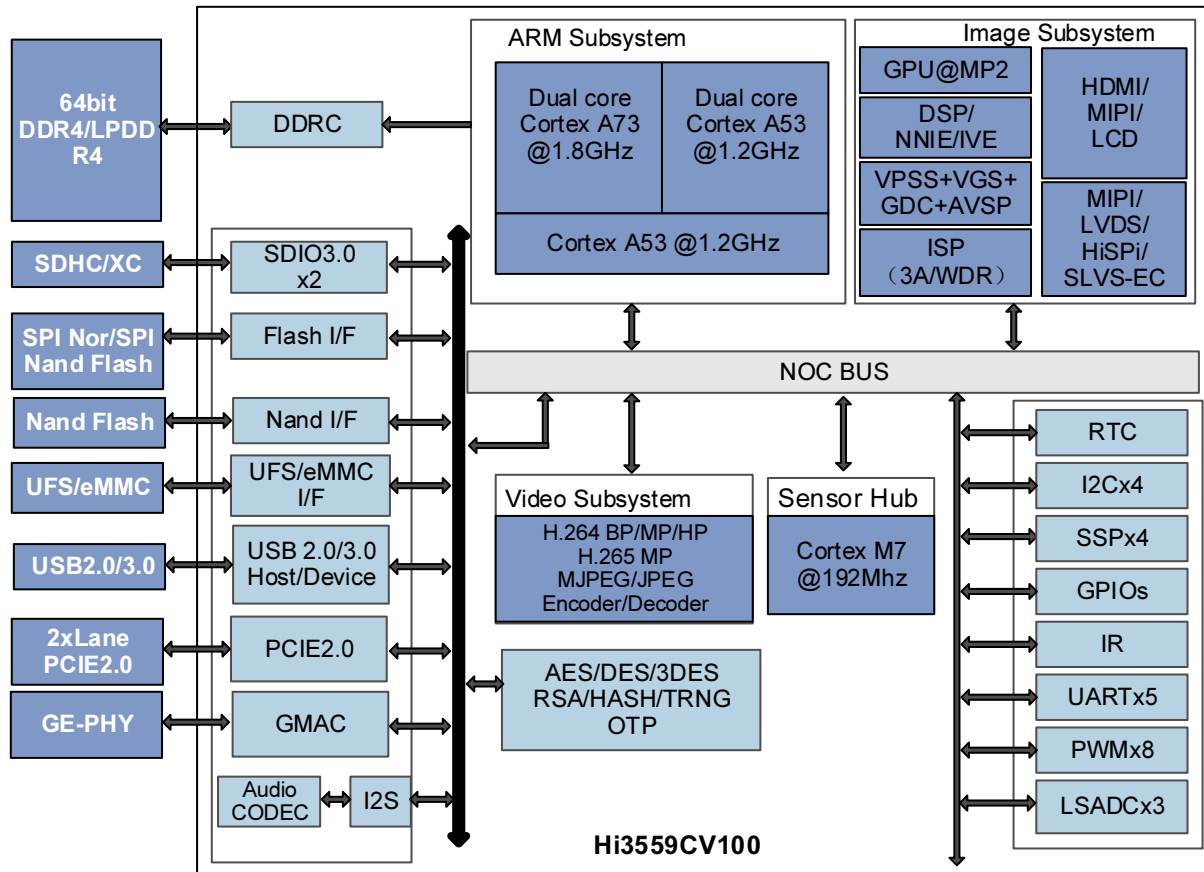 ARM Subsystem
Dual core
Cortex A73
@1.8GHz
Dual core
Cortex A53
@1.2GHz
Cortex A53 @1.2GHz
Image Subsystem
GPU@MP2
DSP/
NNIE/IVE
VPSS+VGS+
GDC+AVSP
ISP
（3A/WDR）
HDMI/
MIPI/
LCD
MIPI/
LVDS/
HiSPi/
SLVS-EC
64bit
DDR4/LPDD
R4
DDRC
SDHC/XC
SDIO3.0
x2
SPI Nor/SPI
Nand Flash
Flash I/F
Nand Flash
Nand I/F
UFS/eMMC
UFS/eMMC
I/F
USB2.0/3.0
USB 2.0/3.0
Host/Device
2xLane
PCIE2.0
PCIE2.0
GE-PHY
GMAC
Audio
CODEC
I2S
NOC BUS
Video Subsystem
H.264 BP/MP/HP
H.265 MP
MJPEG/JPEG
Encoder/Decoder
Sensor Hub
Cortex M7
@192Mhz
AES/DES/3DES
RSA/HASH/TRNG
OTP
RTC
I2Cx4
SSPx4
GPIOs
IR
UARTx5
PWMx8
LSADCx3
Hi3559CV100